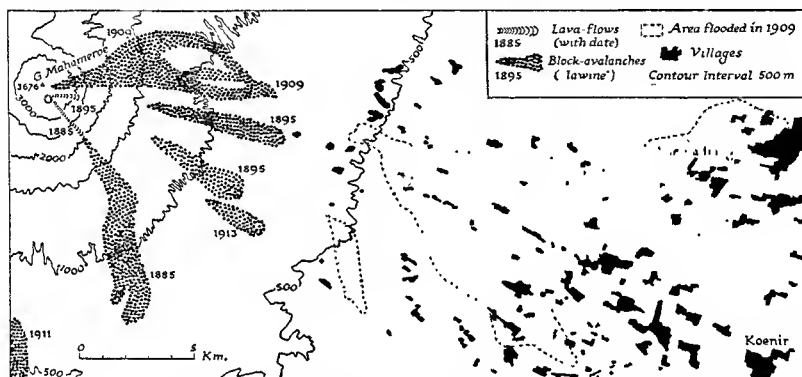 1909
G Mahameroe
3676
1895
1885
3000
2000
1000
1909
1895
1895
1913
1885
1911
500
500
500
0 5
Km.
Koenir
Lava-flows
1885 (with date)
Block-avalanches
1895 ("lawine")
Area flooded in 1909
Villages
Contour Interval 500 m